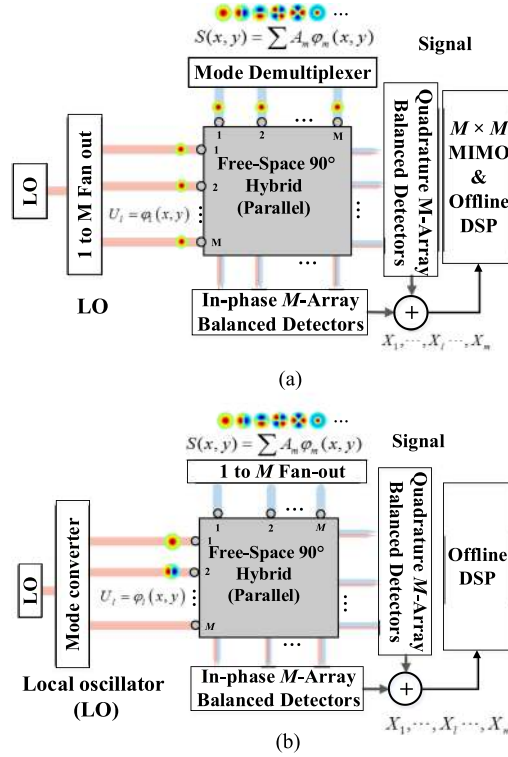 ...
S(x, y) = ∑ A_m φ_m (x, y)
Signal
Mode Demultiplexer
1 2 ... M
LO
1 to M Fan out
1
2
M
U_l = φ_1(x, y)
Free-Space 90°
Hybrid
(Parallel)
Quadrature M-Array
Balanced Detectors
M × M
MIMO
&
Offline
DSP
LO
In-phase M-Array
Balanced Detectors
+
X_1, ⋯, X_l ⋯, X_m
(a)
...
S(x, y) = ∑ A_m φ_m (x, y)
Signal
1 to M Fan-out
1 2 ... M
LO
Mode converter
1
2
M
U_l = φ_l(x, y)
Free-Space 90°
Hybrid
(Parallel)
Quadrature M-Array
Balanced Detectors
Offline
DSP
Local oscillator
(LO)
In-phase M-Array
Balanced Detectors
+
X_1, ⋯, X_l ⋯, X_m
(b)